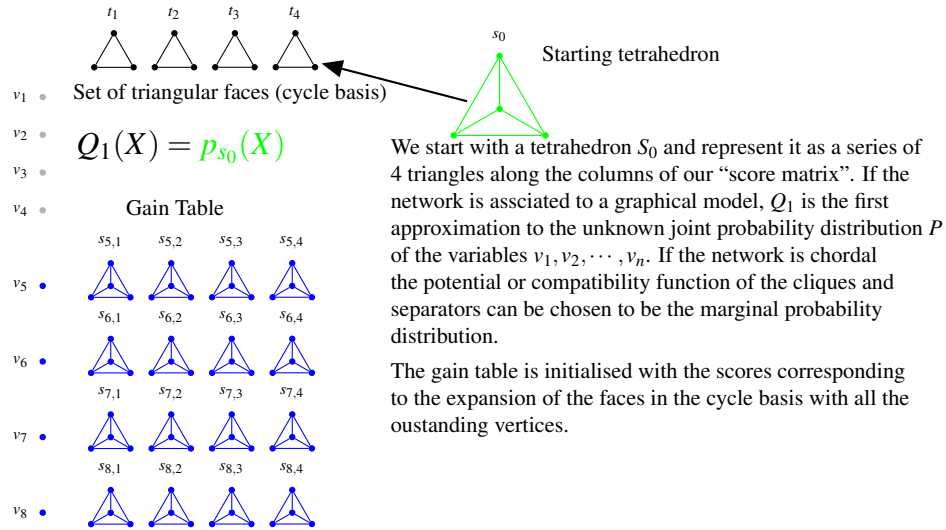 t1 t2 t3 t4
s0
Starting tetrahedron
Set of triangular faces (cycle basis)
v1
v2
v3
v4
Q1(X) = ps0(X)
We start with a tetrahedron S0 and represent it as a series of
4 triangles along the columns of our “score matrix”. If the
network is assciated to a graphical model, Q1 is the first
approximation to the unknown joint probability distribution P
of the variables v1, v2, ⋯ , vn. If the network is chordal
the potential or compatibility function of the cliques and
separators can be chosen to be the marginal probability
distribution.
The gain table is initialised with the scores corresponding
to the expansion of the faces in the cycle basis with all the
oustanding vertices.
Gain Table
s5,1 s5,2 s5,3 s5,4
v5
s6,1 s6,2 s6,3 s6,4
v6
s7,1 s7,2 s7,3 s7,4
v7
s8,1 s8,2 s8,3 s8,4
v8